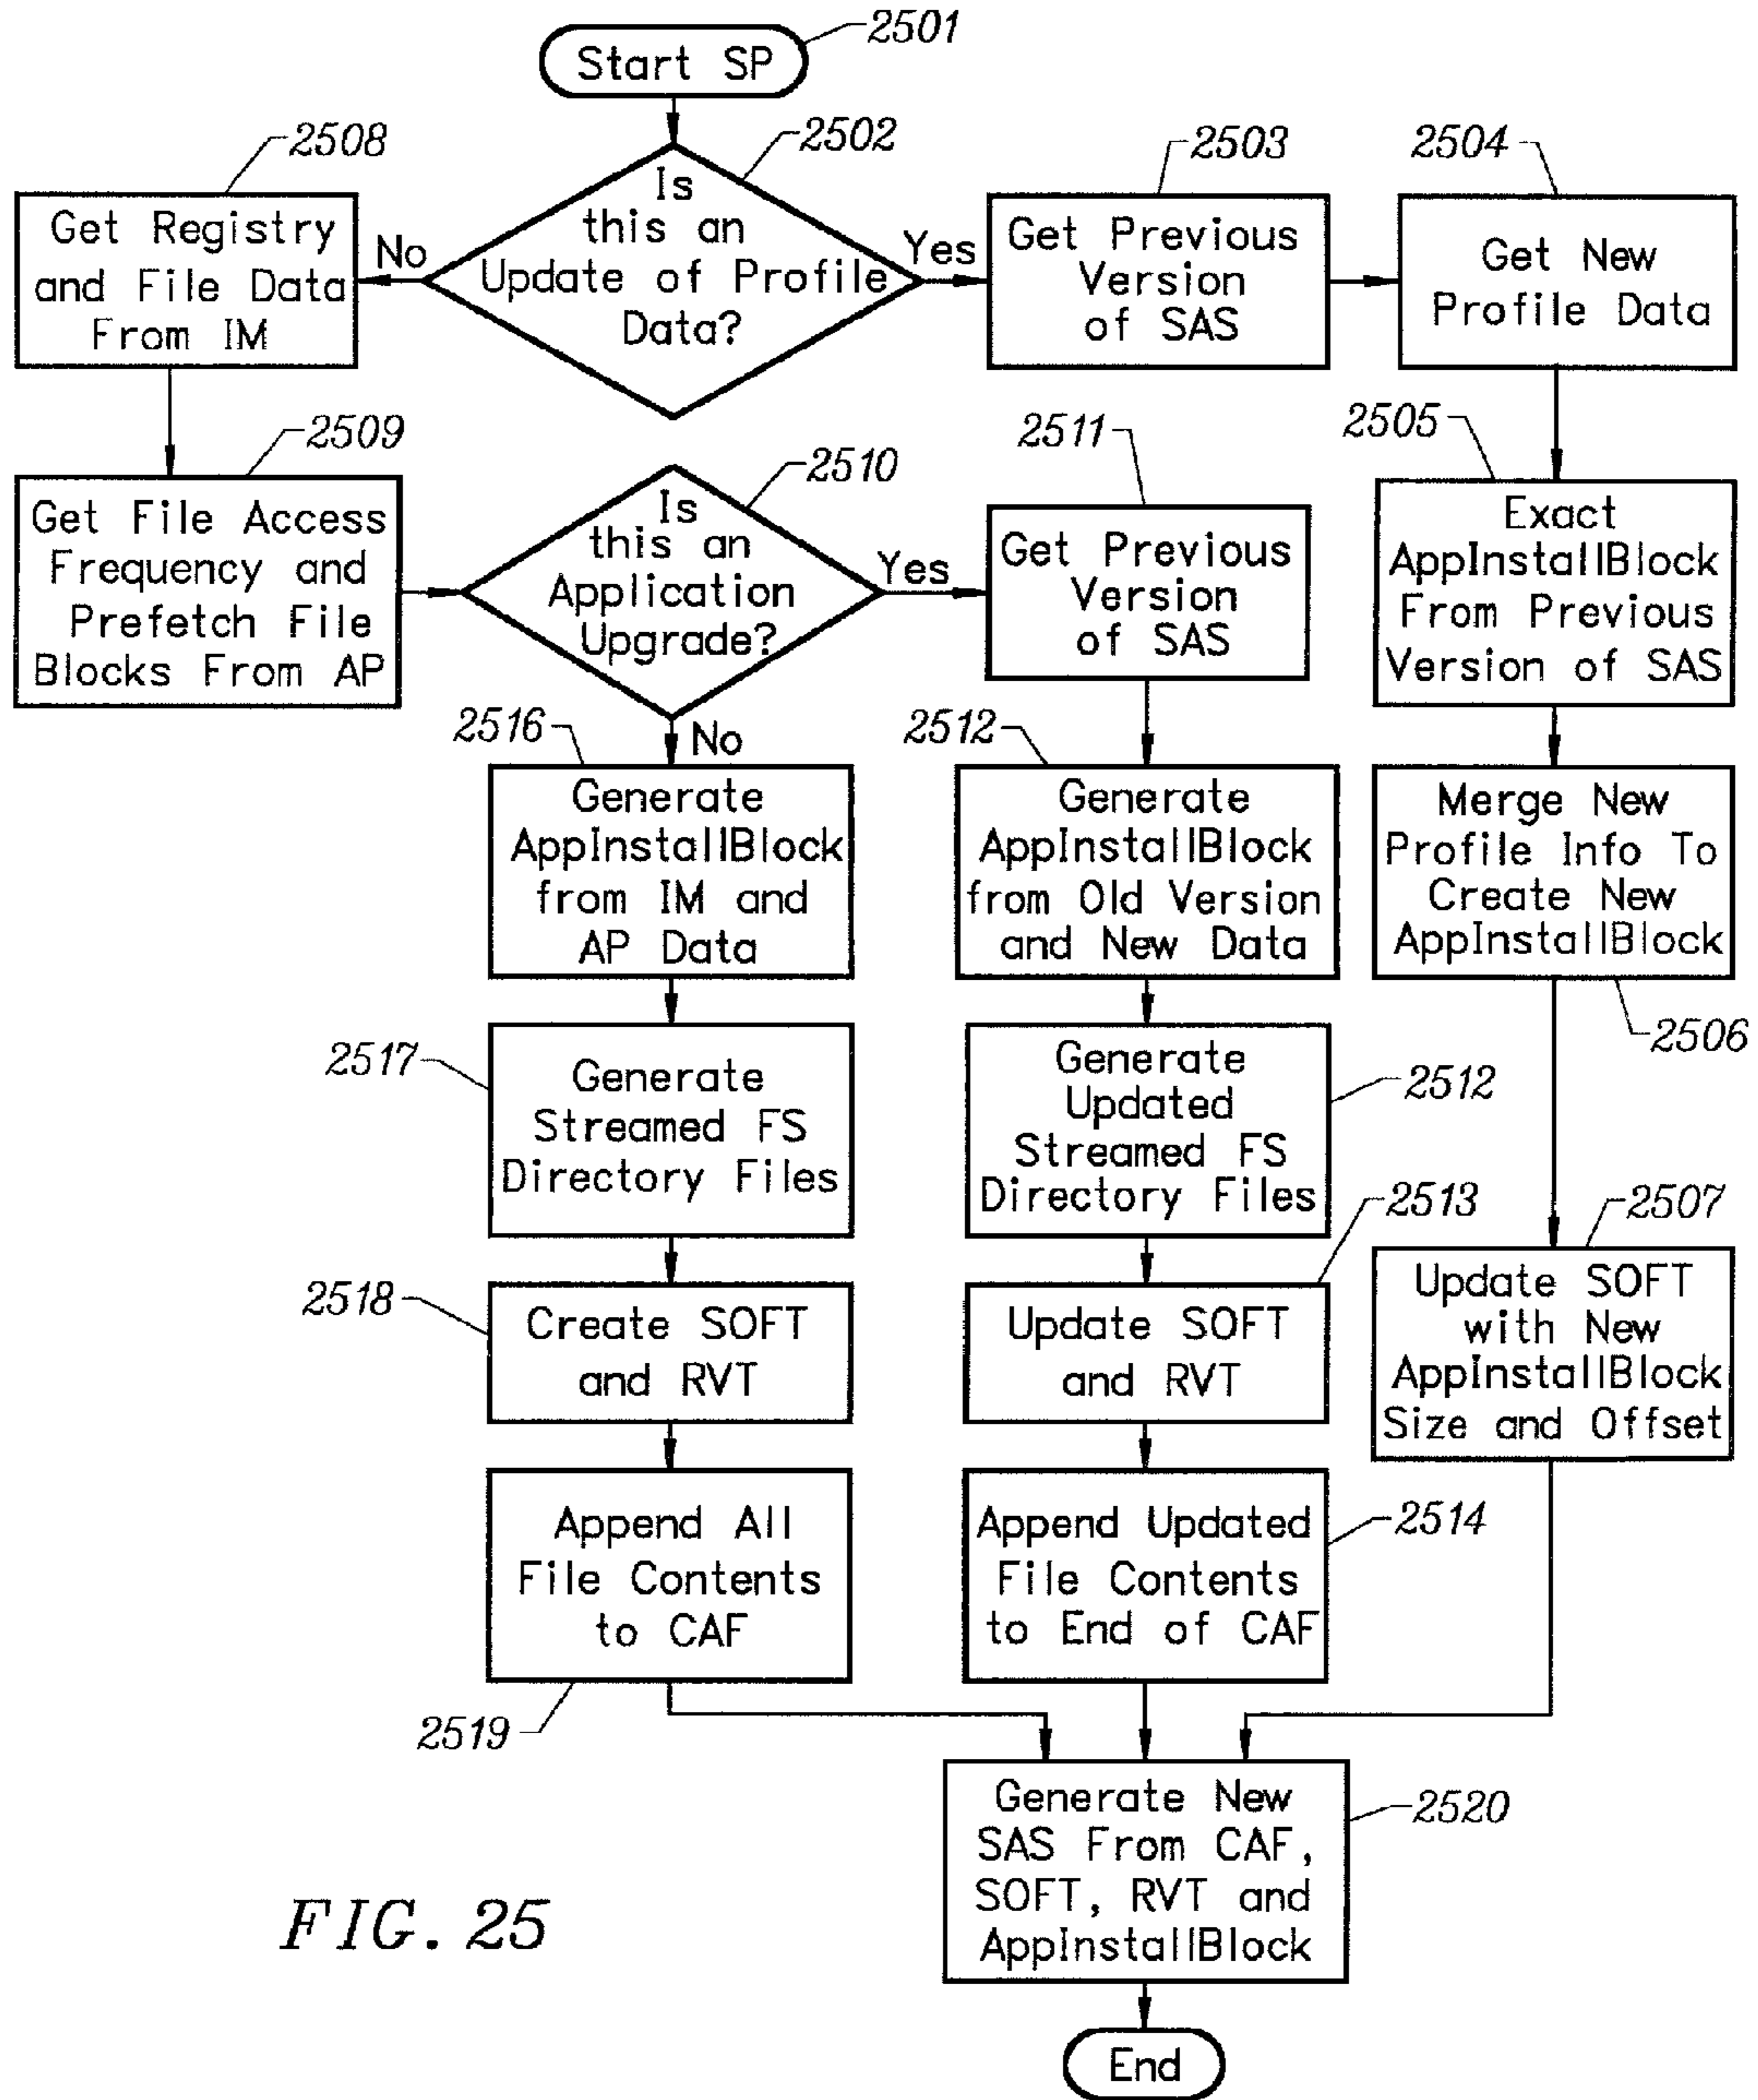 2501
Start SP
2502
Is
this an
Update of Profile
Data?
No
Yes
2508
Get Registry
and File Data
From IM
2503
Get Previous
Version
of SAS
2504
Get New
Profile Data
2509
Get File Access
Frequency and
Prefetch File
Blocks From AP
2510
Is
this an
Application
Upgrade?
Yes
No
2511
Get Previous
Version
of SAS
2505
Exact
AppInstallBlock
From Previous
Version of SAS
2516
Generate
AppInstallBlock
from IM and
AP Data
2512
Generate
AppInstallBlock
from Old Version
and New Data
Merge New
Profile Info To
Create New
AppInstallBlock
2506
2517
Generate
Streamed FS
Directory Files
Generate
Updated
Streamed FS
Directory Files
2512
2518
Create SOFT
and RVT
2513
Update SOFT
and RVT
2507
Update SOFT
with New
AppInstallBlock
Size and Offset
Append All
File Contents
to CAF
2519
Append Updated
File Contents
to End of CAF
2514
Generate New
SAS From CAF,
SOFT, RVT and
AppInstallBlock
2520
End
FIG. 25